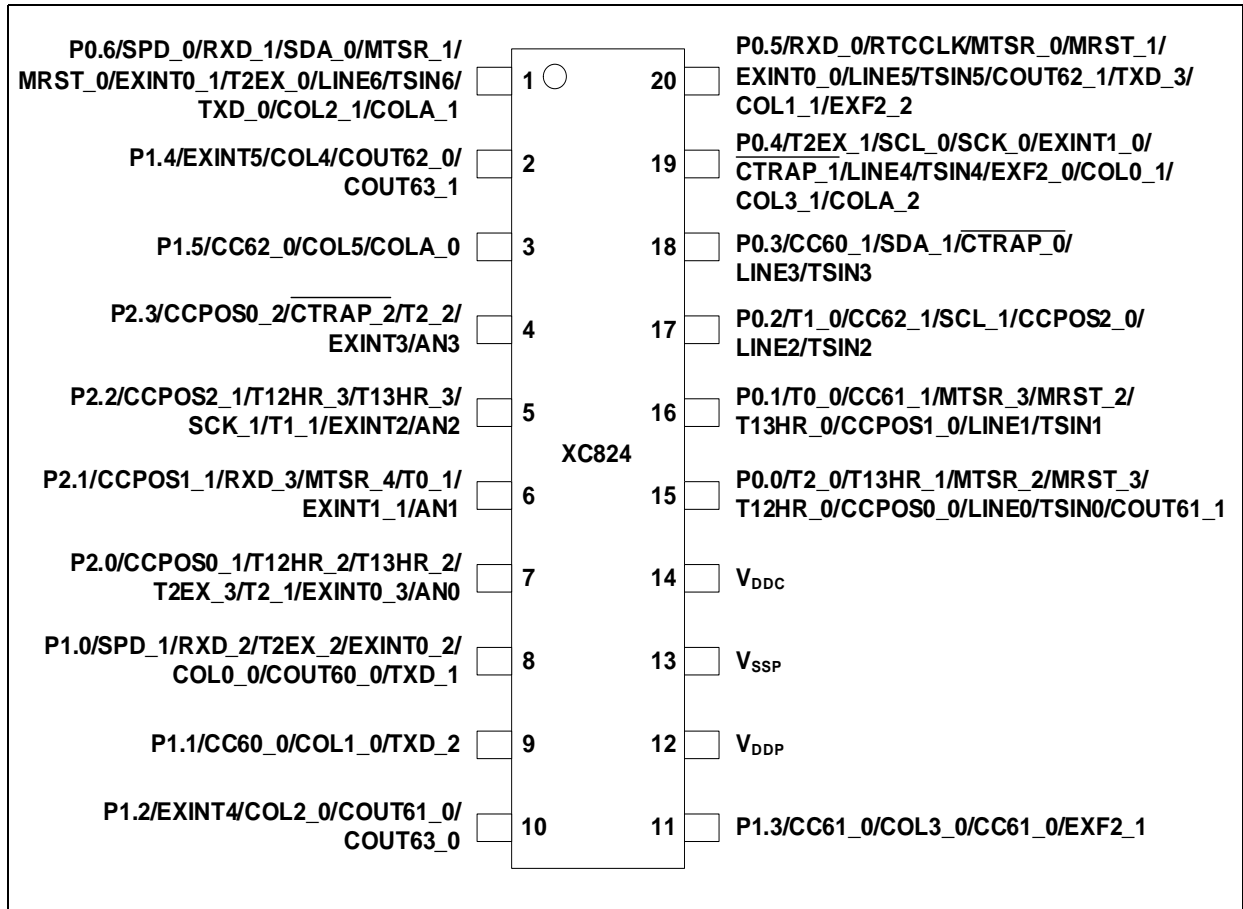 P0.6/SPD_0/RXD_1/SDA_0/MTSR_1/
MRST_0/EXINT0_1/T2EX_0/LINE6/TSIN6/
TXD_0/COL2_1/COLA_1
1
P1.4/EXINT5/COL4/COUT62_0/
COUT63_1
2
P1.5/CC62_0/COL5/COLA_0
3
P2.3/CCPOS0_2/CTRAP_2/T2_2/
EXINT3/AN3
4
P2.2/CCPOS2_1/T12HR_3/T13HR_3/
SCK_1/T1_1/EXINT2/AN2
5
P2.1/CCPOS1_1/RXD_3/MTSR_4/T0_1/
EXINT1_1/AN1
6
P2.0/CCPOS0_1/T12HR_2/T13HR_2/
T2EX_3/T2_1/EXINT0_3/AN0
7
P1.0/SPD_1/RXD_2/T2EX_2/EXINT0_2/
COL0_0/COUT60_0/TXD_1
8
P1.1/CC60_0/COL1_0/TXD_2
9
P1.2/EXINT4/COL2_0/COUT61_0/
COUT63_0
10
XC824
20
P0.5/RXD_0/RTCCLK/MTSR_0/MRST_1/
EXINT0_0/LINE5/TSIN5/COUT62_1/TXD_3/
COL1_1/EXF2_2
19
P0.4/T2EX_1/SCL_0/SCK_0/EXINT1_0/
CTRAP_1/LINE4/TSIN4/EXF2_0/COL0_1/
COL3_1/COLA_2
18
P0.3/CC60_1/SDA_1/CTRAP_0/
LINE3/TSIN3
17
P0.2/T1_0/CC62_1/SCL_1/CCPOS2_0/
LINE2/TSIN2
16
P0.1/T0_0/CC61_1/MTSR_3/MRST_2/
T13HR_0/CCPOS1_0/LINE1/TSIN1
15
P0.0/T2_0/T13HR_1/MTSR_2/MRST_3/
T12HR_0/CCPOS0_0/LINE0/TSIN0/COUT61_1
14
VDDC
13
VSSP
12
VDDP
11
P1.3/CC61_0/COL3_0/CC61_0/EXF2_1